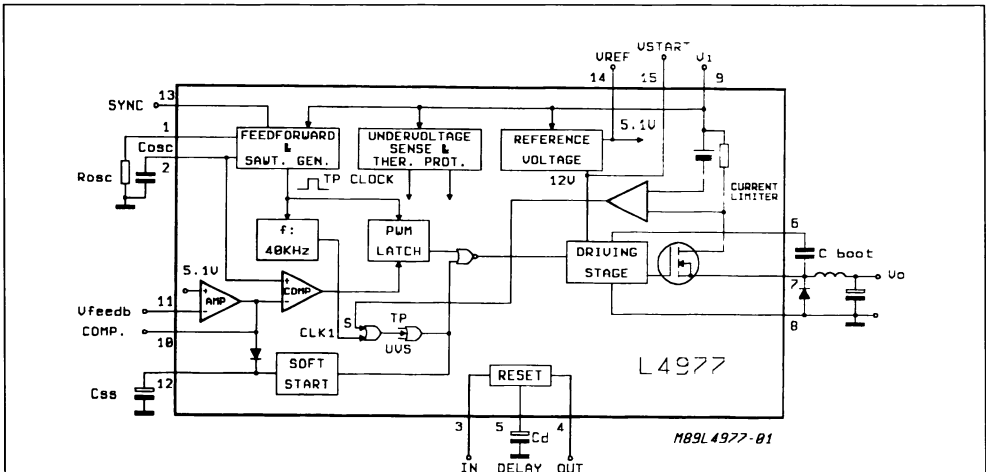 VSTART
VREF
Vi
14
15
9
13
SYNC
1
Cosc
2
Rosc
FEEDFORWARD
&
SAWT. GEN.
UNDERVOLTAGE
SENSE &
THER. PROT.
REFERENCE
VOLTAGE
5.1V
12V
TP CLOCK
CURRENT
LIMITER
f:
40KHz
PWM
LATCH
DRIVING
STAGE
6
C boot
7
Vo
8
5.1V
+
-
AMP
+
-
COMP
11
Vfeedb
COMP.
10
S
CLK1
TP
UVS
12
Css
SOFT
START
L4977
RESET
3
5
Cd
4
M89L4977-01
IN
DELAY
OUT